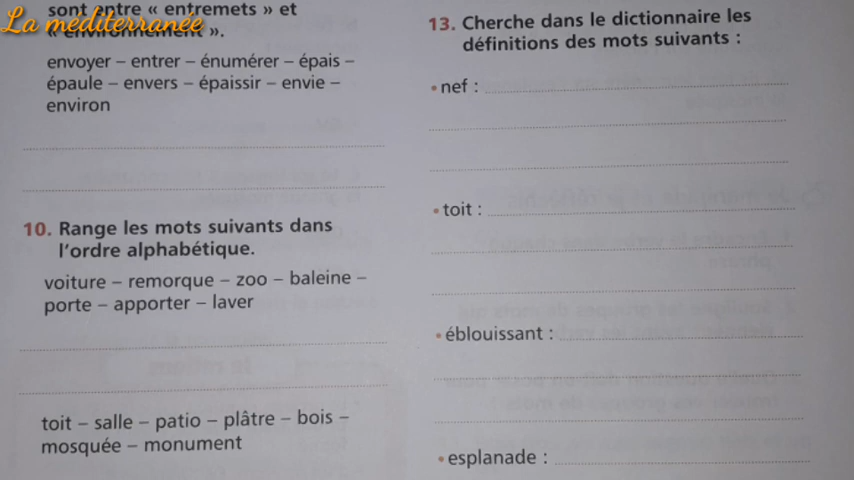 La méditerranée
sont entre « entremets » et
« environnement ».
envoyer – entrer – énumérer – épais –
épaule – envers – épaissir – envie –
environ
10. Range les mots suivants dans
l'ordre alphabétique.
voiture – remorque – zoo – baleine –
porte – apporter – laver
toit – salle – patio – plâtre – bois –
mosquée – monument
13. Cherche dans le dictionnaire les
définitions des mots suivants :
• nef :
• toit :
• éblouissant :
• esplanade :